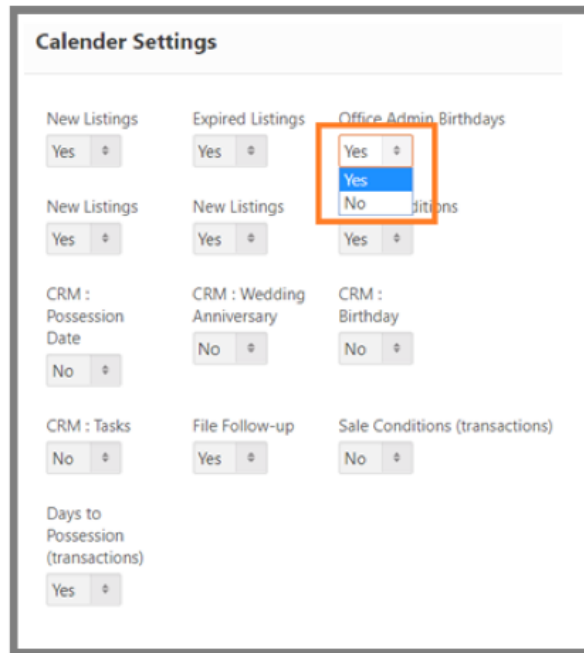 Calender Settings
New Listings Expired Listings Office Admin Birthdays
Yes Yes Yes
Yes
No
New Listings New Listings ditions
Yes Yes Yes
CRM : CRM : Wedding CRM :
Possession Anniversary Birthday
Date
No No
No
CRM : Tasks File Follow-up Sale Conditions (transactions)
No Yes No
Days to
Possession
(transactions)
Yes